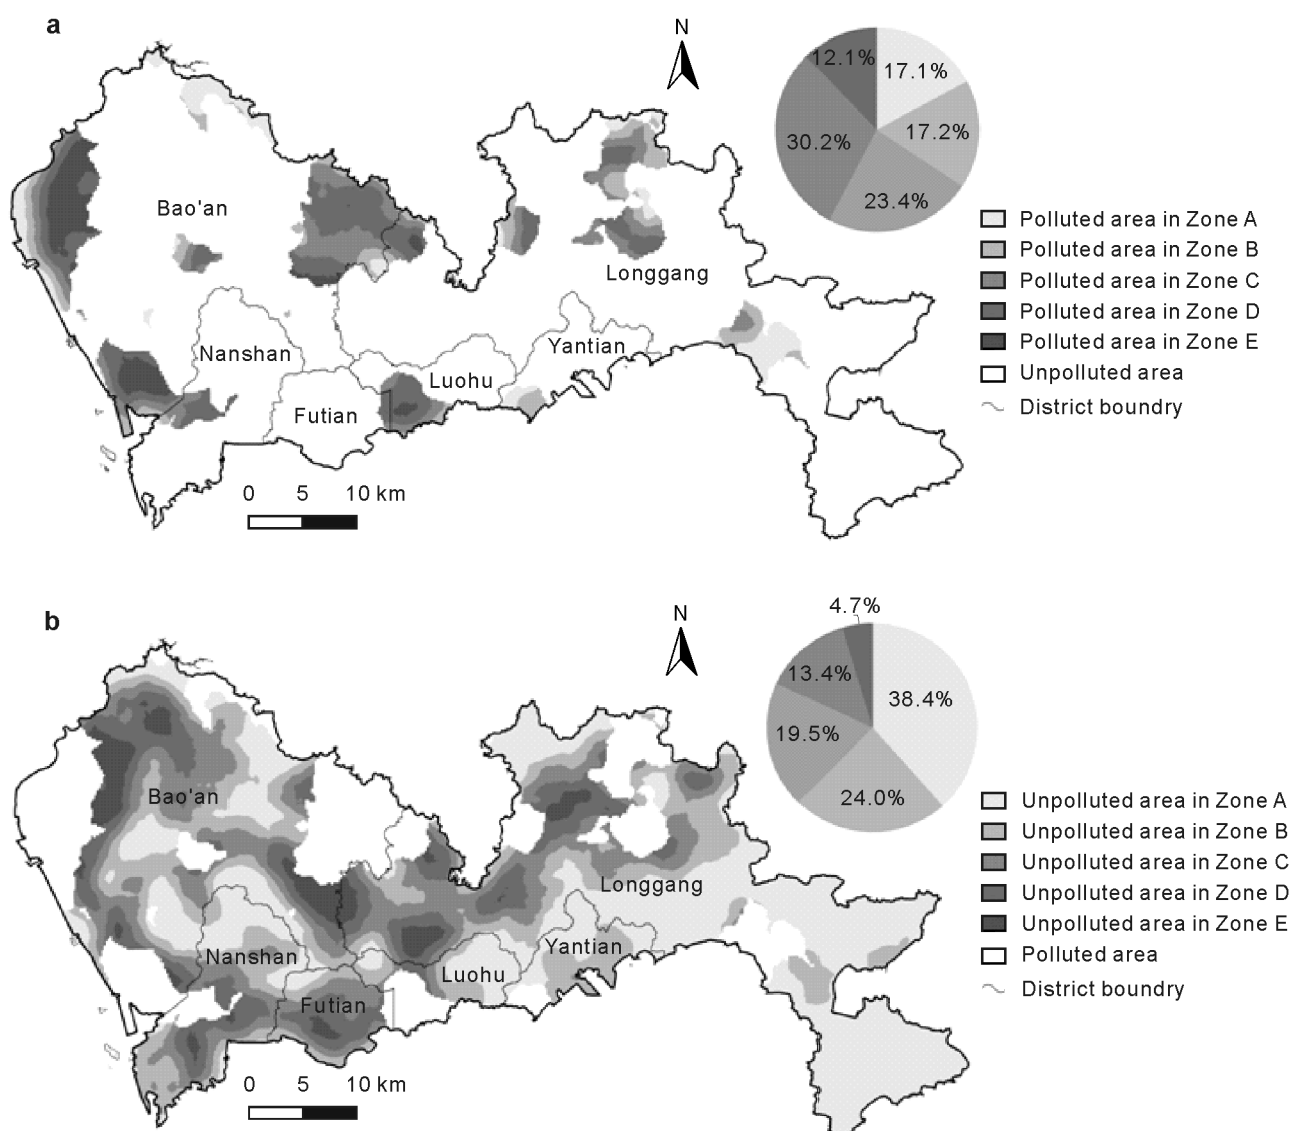 a
N
12.1%
17.1%
30.2%
17.2%
23.4%
Bao'an
Longgang
Nanshan
Yantian
Luohu
Futian
0 5 10 km
Polluted area in Zone A
Polluted area in Zone B
Polluted area in Zone C
Polluted area in Zone D
Polluted area in Zone E
Unpolluted area
District boundry
b
N
4.7%
13.4%
38.4%
19.5%
24.0%
Bao'an
Longgang
Nanshan
Yantian
Luohu
Futian
0 5 10 km
Unpolluted area in Zone A
Unpolluted area in Zone B
Unpolluted area in Zone C
Unpolluted area in Zone D
Unpolluted area in Zone E
Polluted area
District boundry